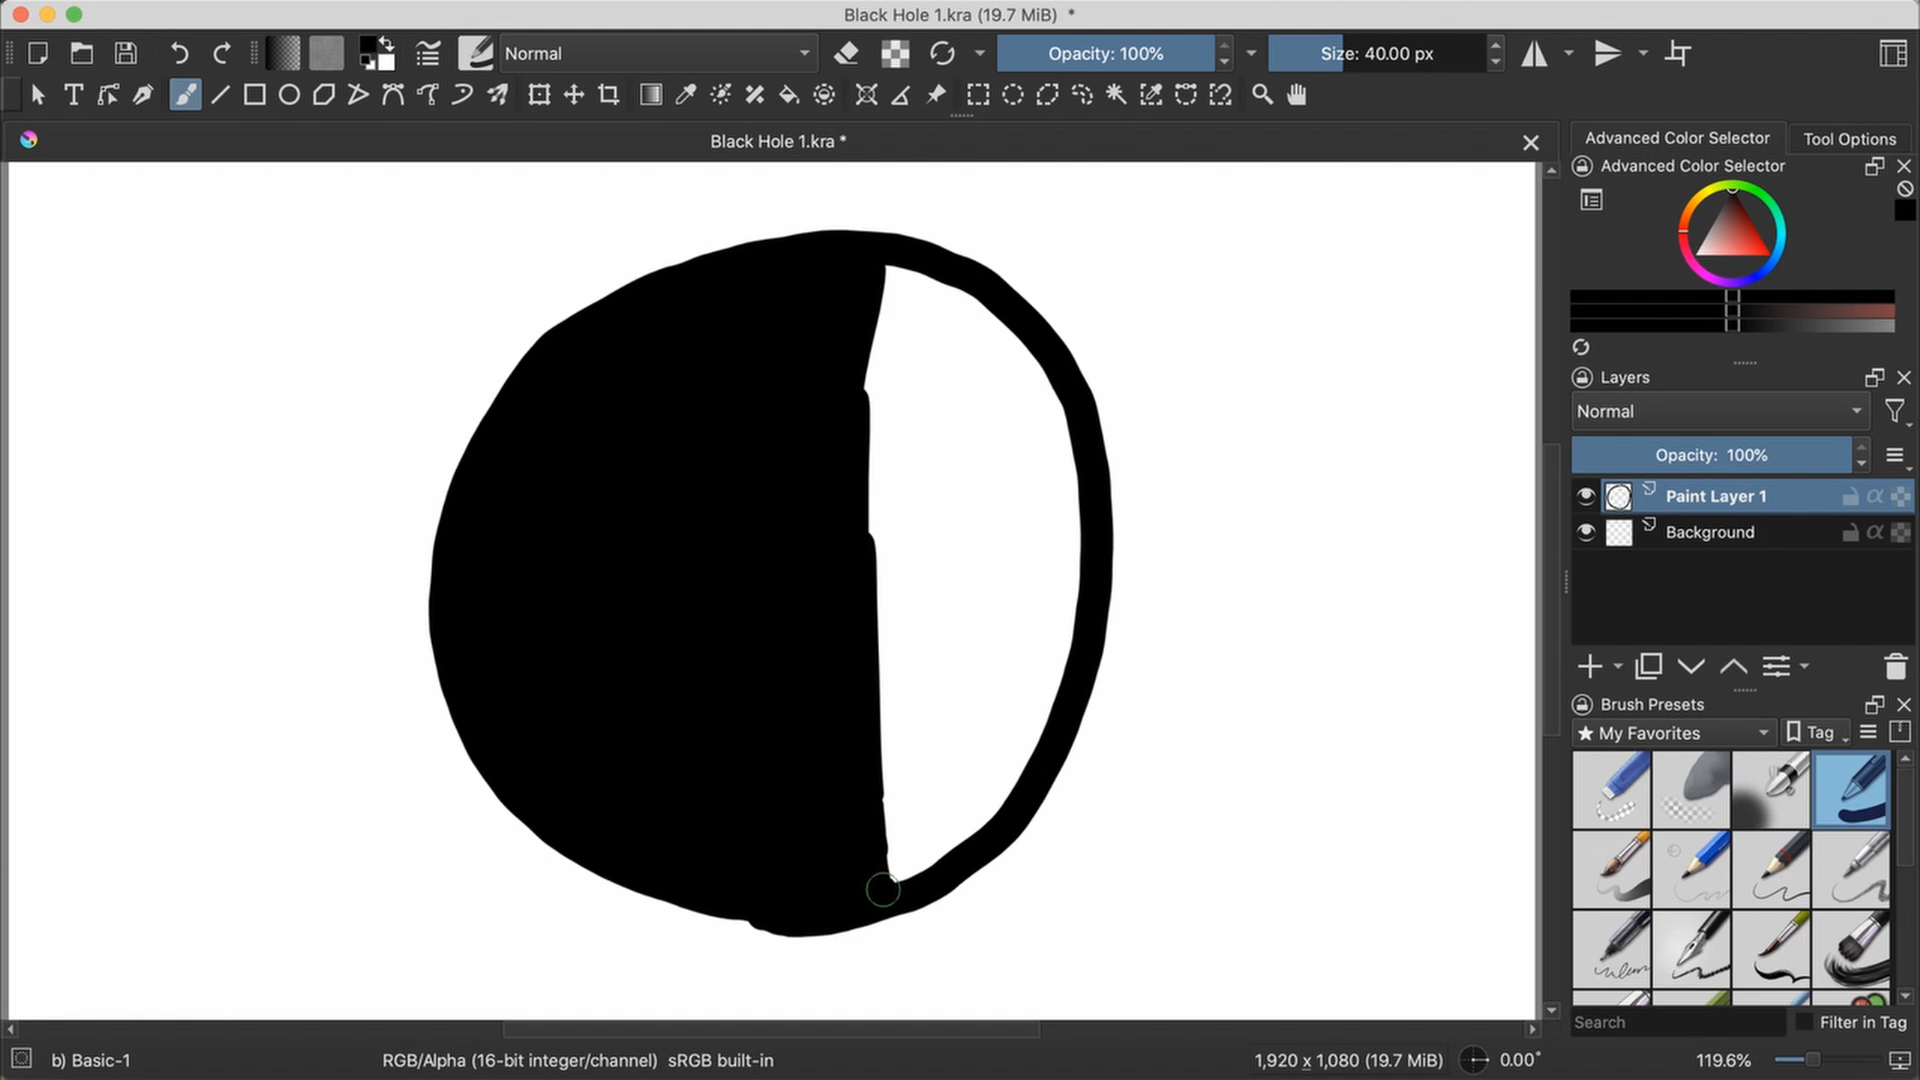 Black Hole 1.kra (19.7 MiB) *
Normal
Opacity: 100%
Size: 40.00 px
Black Hole 1.kra *
Advanced Color Selector
Tool Options
Advanced Color Selector
Layers
Normal
Opacity: 100%
Paint Layer 1
Background
Brush Presets
My Favorites
Tag
Search
Filter in Tag
b) Basic-1
RGB/Alpha (16-bit integer/channel) sRGB built-in
1,920 x 1,080 (19.7 MiB)
0.00°
119.6%